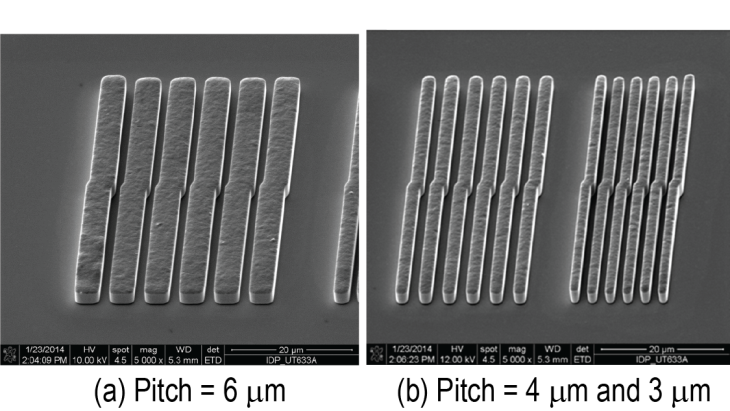 1/23/2014 HV spot mag WD det 20 µm
2:04:09 PM 10.00 kV 4.5 5 000 x 5.3 mm ETD IDP_UT633A
1/23/2014 HV spot mag WD det 20 µm
2:06:23 PM 12.00 kV 4.5 5 000 x 5.3 mm ETD IDP_UT633A
(a) Pitch = 6 µm
(b) Pitch = 4 µm and 3 µm